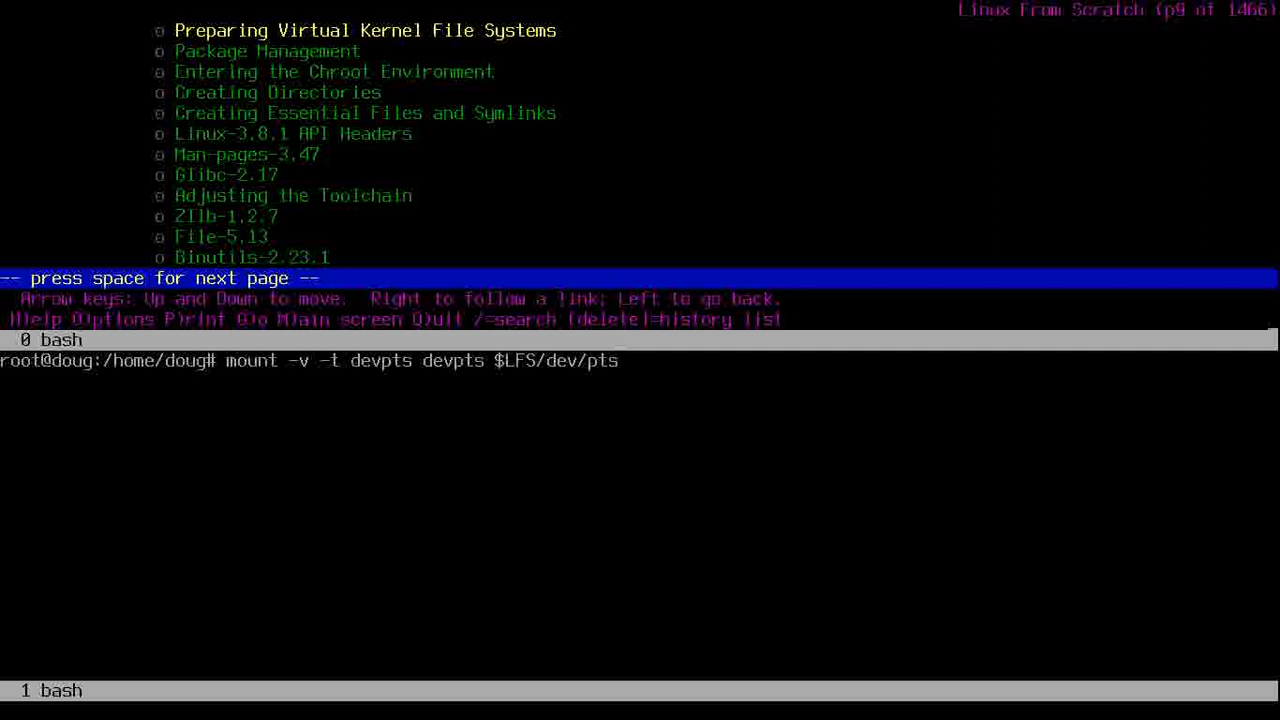 Linux From Scratch (p9 of 1466)
o Preparing Virtual Kernel File Systems
o Package Management
o Entering the Chroot Environment
o Creating Directories
o Creating Essential Files and Symlinks
o Linux-3.8.1 API Headers
o Man-pages-3.47
o Glibc-2.17
o Adjusting the Toolchain
o Zlib-1.2.7
o File-5.13
o Binutils-2.23.1
-- press space for next page --
Arrow keys: Up and Down to move.  Right to follow a link; Left to go back.
H)elp O)ptions P)rint G)o M)ain screen Q)uit /=search [delete]=history list
0 bash
root@doug:/home/doug# mount -v -t devpts devpts $LFS/dev/pts
1 bash